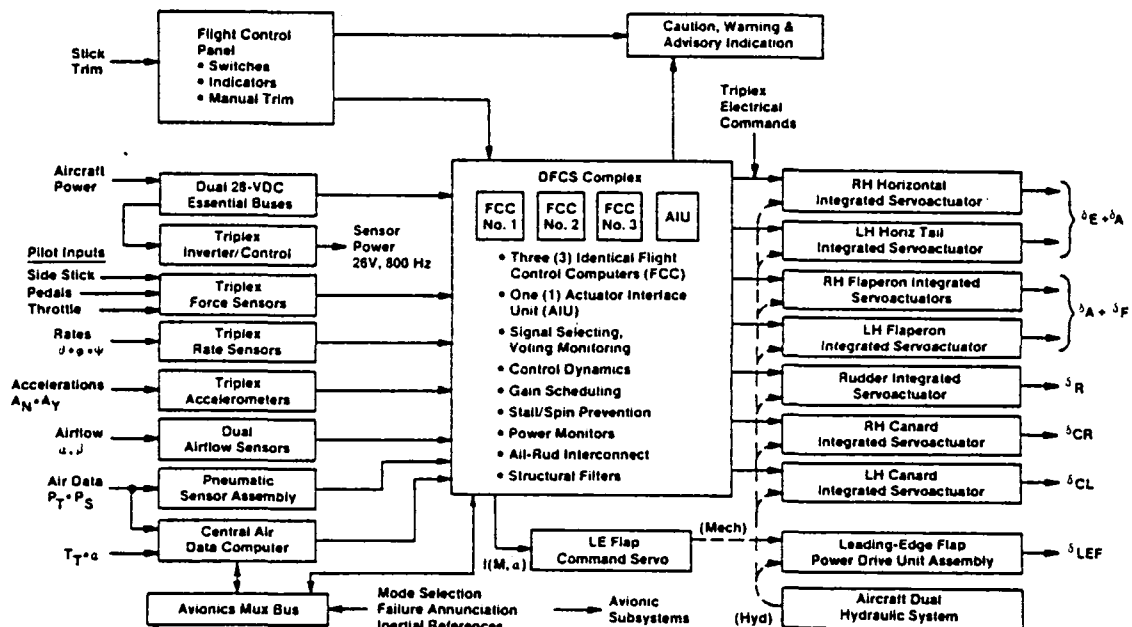 Flight Control
Panel
• Switches
• Indicators
• Manual Trim
Stick
Trim
Caution, Warning &
Advisory Indication
Triplex
Electrical
Commands
Aircraft
Power
Dual 28-VDC
Essential Buses
Triplex
Inverter/Control
Sensor
Power
26V, 800 Hz
Pilot Inputs
Side Stick
Pedals
Throttle
Triplex
Force Sensors
Rates
Triplex
Rate Sensors
Accelerations
A_N • A_Y
Triplex
Accelerometers
Airflow
Dual
Airflow Sensors
Air Data
P_T • P_S
Pneumatic
Sensor Assembly
T_T • α
Central Air
Data Computer
Avionics Mux Bus
DFCS Complex
FCC
No. 1
FCC
No. 2
FCC
No. 3
AIU
• Three (3) Identical Flight
Control Computers (FCC)
• One (1) Actuator Interface
Unit (AIU)
• Signal Selecting,
Voting Monitoring
• Control Dynamics
• Gain Scheduling
• Stall/Spin Prevention
• Power Monitors
• Ail-Rud Interconnect
• Structural Filters
LE Flap
Command Servo
(Mech)
Mode Selection
Failure Annunciation
Inertial References
Avionic
Subsystems
(Hyd)
RH Horizontal
Integrated Servoactuator
LH Horiz Tail
Integrated Servoactuator
δE + δA
RH Flaperon Integrated
Servoactuators
LH Flaperon
Integrated Servoactuator
δA + δF
Rudder Integrated
Servoactuator
δR
RH Canard
Integrated Servoactuator
δCR
LH Canard
Integrated Servoactuator
δCL
Leading-Edge Flap
Power Drive Unit Assembly
δLEF
Aircraft Dual
Hydraulic System